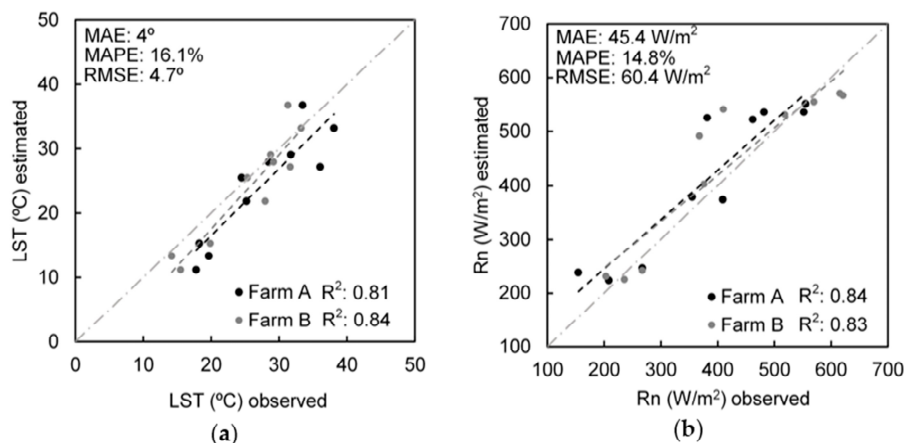 50
40
30
20
10
0
0 10 20 30 40 50
LST (ºC) estimated
LST (ºC) observed
MAE: 4º
MAPE: 16.1%
RMSE: 4.7º
Farm A R²: 0.81
Farm B R²: 0.84
(a)
700
600
500
400
300
200
100
100 200 300 400 500 600 700
Rn (W/m²) estimated
Rn (W/m²) observed
MAE: 45.4 W/m²
MAPE: 14.8%
RMSE: 60.4 W/m²
Farm A R²: 0.84
Farm B R²: 0.83
(b)